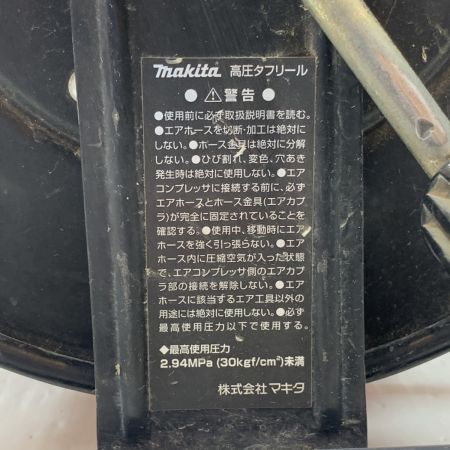 makita 高圧タフリール
● ⚠警告 ●
●使用前に必ず取扱説明書を読む。
●エアホースを切断・加工は絶対に
しない。●ホース金具は絶対に分解
しない。●ひび割れ、変色、穴あき
発生時は絶対に使用しない。●エア
コンプレッサに接続する前に、必ず
エアホースとホース金具(エアカプ
ラ)が完全に固定されていることを
確認する。●使用中、移動時にエア
ホースを強く引っ張らない。●エア
ホース内に圧縮空気が入った状態
で、エアコンプレッサ側のエアカプ
ラ部の接続を解除しない。●エア
ホースに該当するエア工具以外の
用途には絶対に使用しない。●必ず
最高使用圧力以下で使用する。
◆最高使用圧力
2.94MPa (30kgf/cm²)未満
株式会社マキタ